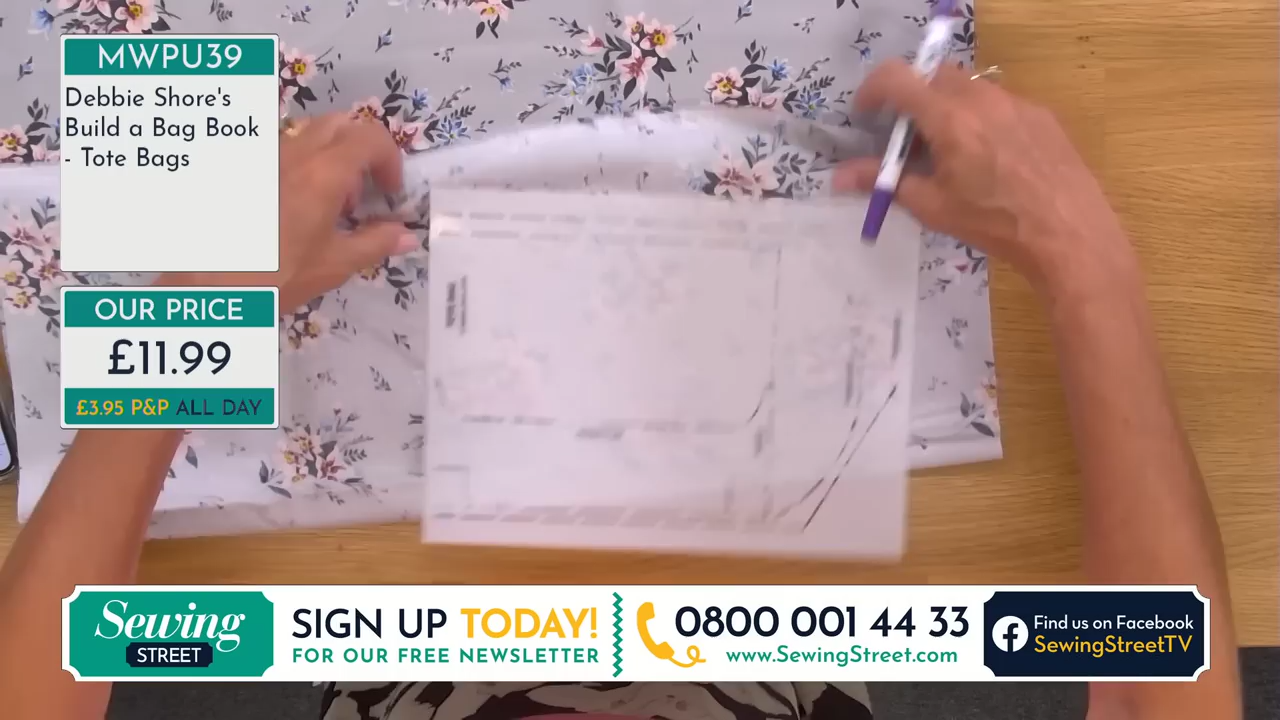 MWPU39
Debbie Shore's
Build a Bag Book
- Tote Bags
OUR PRICE
£11.99
£3.95 P&P ALL DAY
Sewing
STREET
SIGN UP TODAY!
FOR OUR FREE NEWSLETTER
0800 001 44 33
www.SewingStreet.com
Find us on Facebook
SewingStreetTV